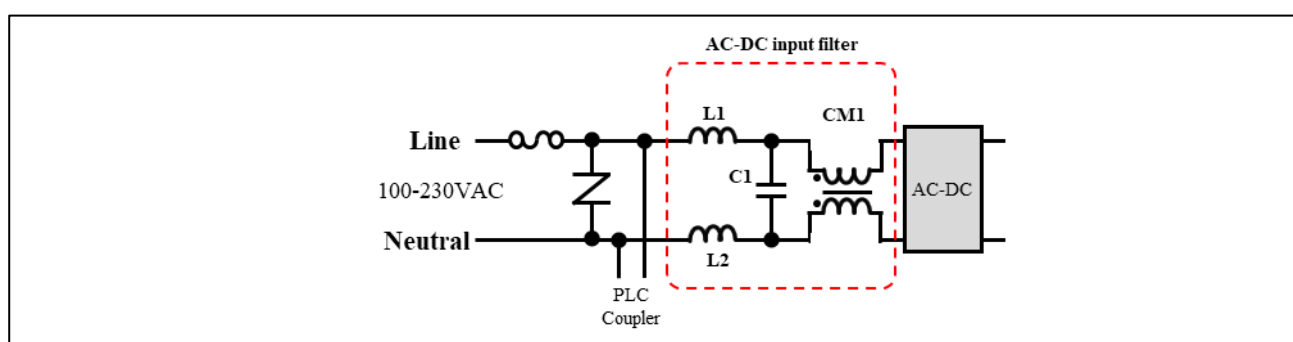 AC-DC input filter
L1
CM1
Line
C1
100-230VAC
AC-DC
Neutral
L2
PLC
Coupler